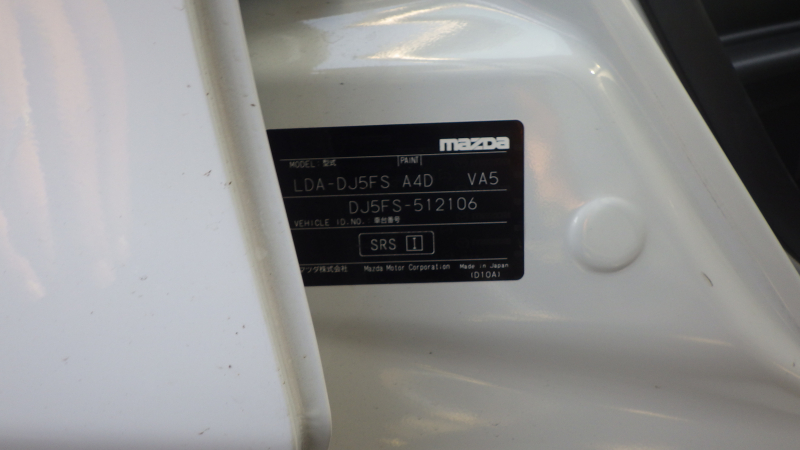 mazda
MODEL 型式 PAINT
LDA-DJ5FS A4D VA5
DJ5FS-512106
VEHICLE ID.NO. 車台番号
SRS I
マツダ株式会社 Mazda Motor Corporation Made in Japan
(D10A)